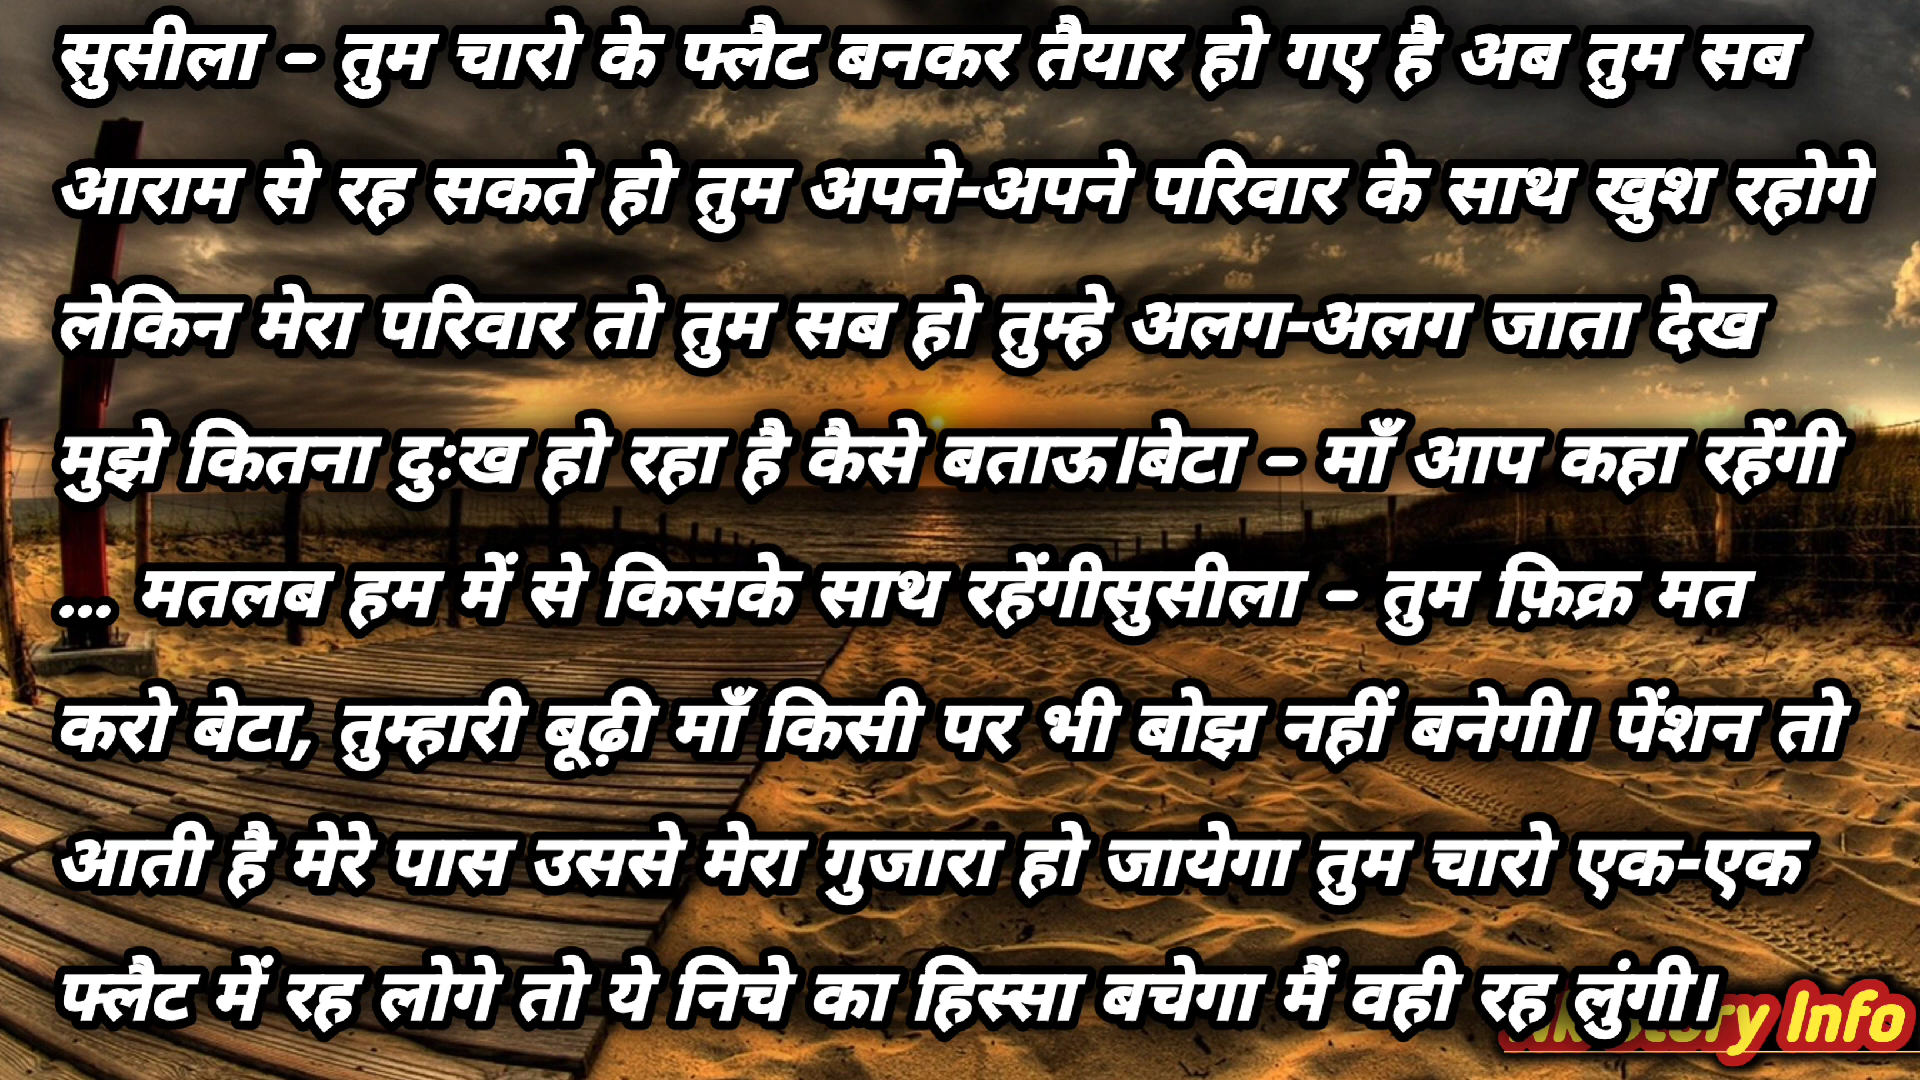 सुसीला – तुम चारो के फ्लैट बनकर तैयार हो गए है अब तुम सब
आराम से रह सकते हो तुम अपने-अपने परिवार के साथ खुश रहोगे
लेकिन मेरा परिवार तो तुम सब हो तुम्हे अलग-अलग जाता देख
मुझे कितना दुःख हो रहा है कैसे बताऊ।बेटा – माँ आप कहा रहेंगी
... मतलब हम में से किसके साथ रहेंगीसुसीला – तुम फ़िक्र मत
करो बेटा, तुम्हारी बूढ़ी माँ किसी पर भी बोझ नहीं बनेगी। पेंशन तो
आती है मेरे पास उससे मेरा गुजारा हो जायेगा तुम चारो एक-एक
फ्लैट में रह लोगे तो ये निचे का हिस्सा बचेगा मैं वही रह लुंगी।
Story Info